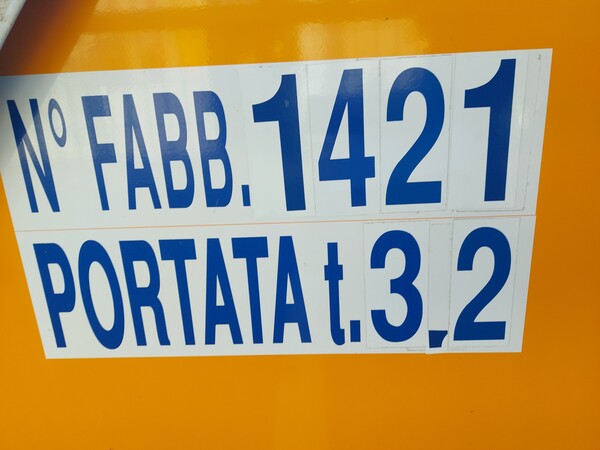 N° FABB. 1421
PORTATA t. 3,2